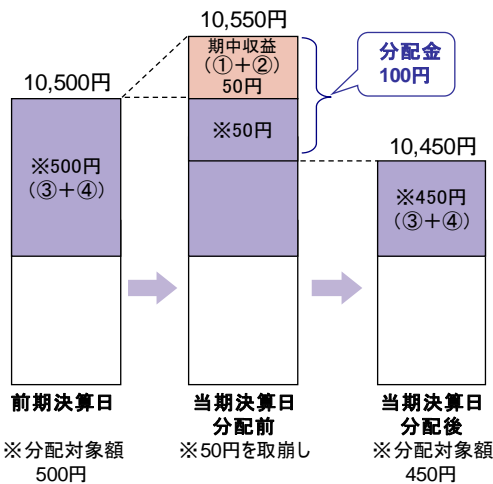 10,550円
期中収益
(①+②)
50円
分配金
100円
10,500円
※50円
10,450円
※500円
(③+④)
※450円
(③+④)
前期決算日
当期決算日
分配前
当期決算日
分配後
※分配対象額
500円
※50円を取崩し
※分配対象額
450円